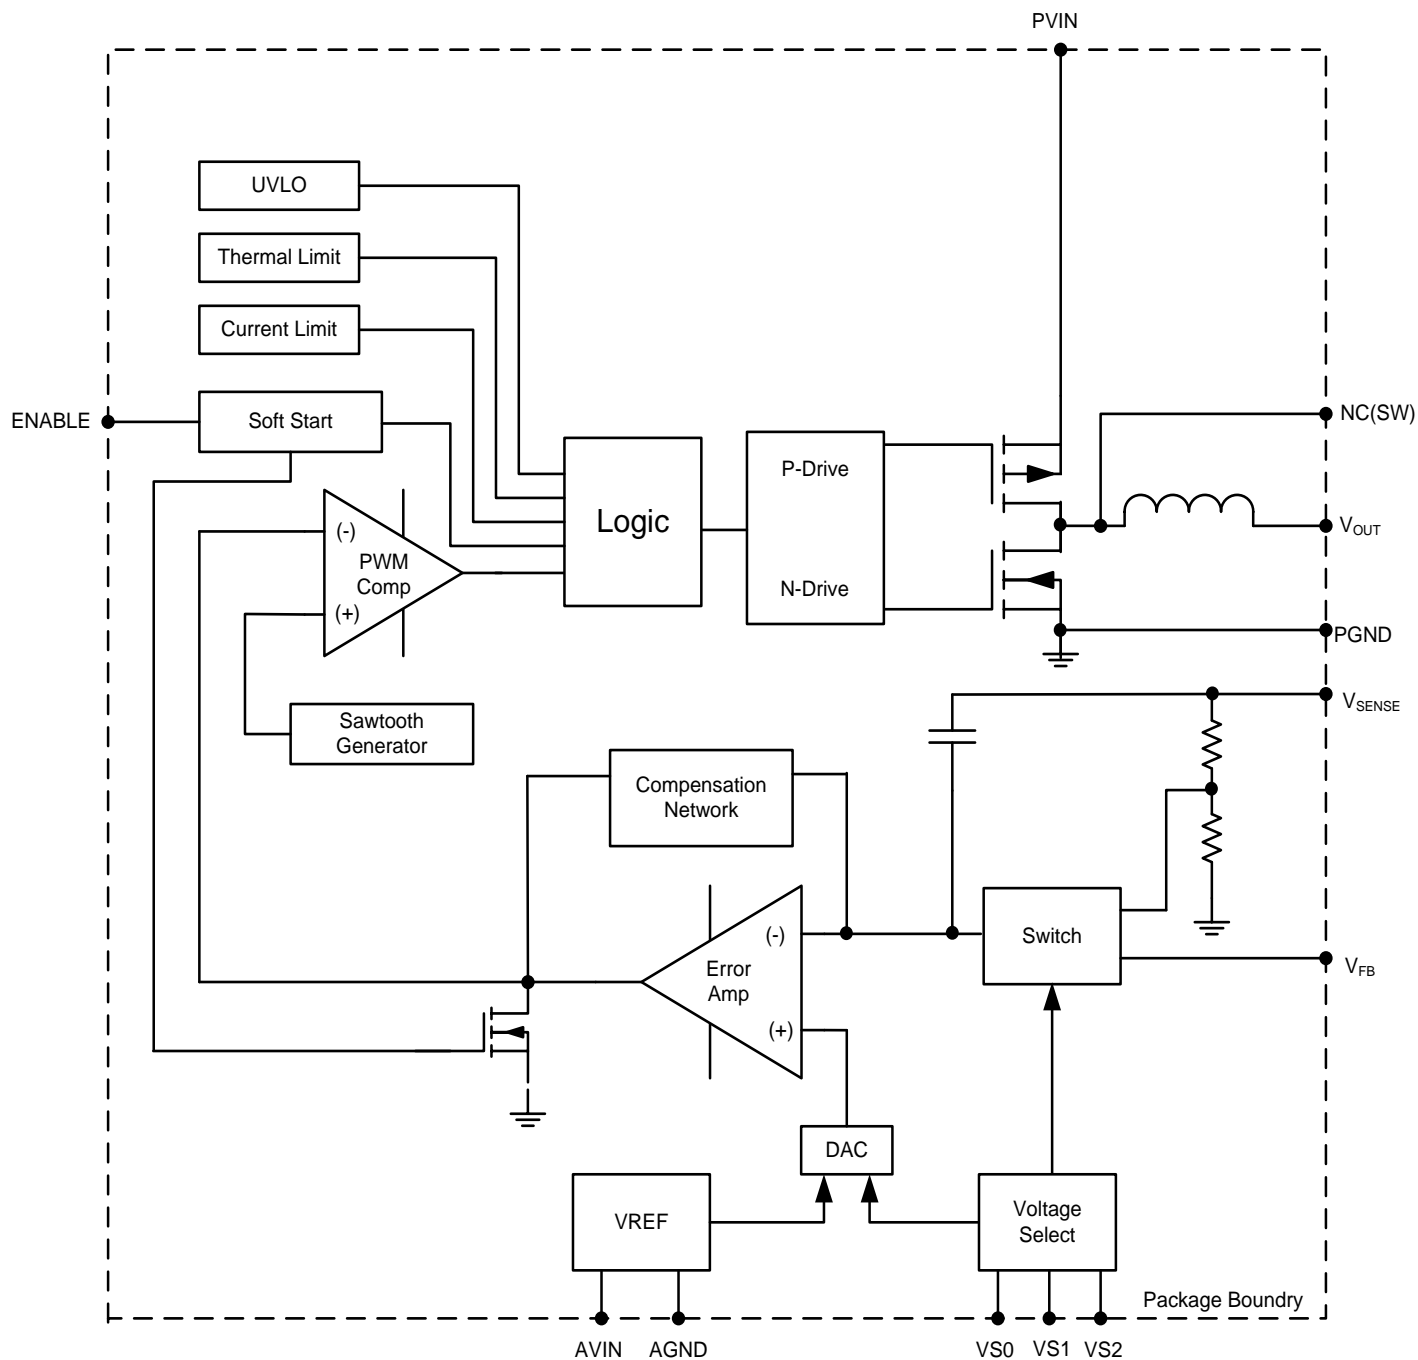 PVIN
UVLO
Thermal Limit
Current Limit
ENABLE
Soft Start
NC(SW)
P-Drive
Logic
(-)
PWM
Comp
(+)
N-Drive
VOUT
PGND
VSENSE
Sawtooth
Generator
Compensation
Network
(-)
Error
Amp
(+)
Switch
VFB
DAC
VREF
Voltage
Select
Package Boundry
AVIN
AGND
VS0
VS1
VS2